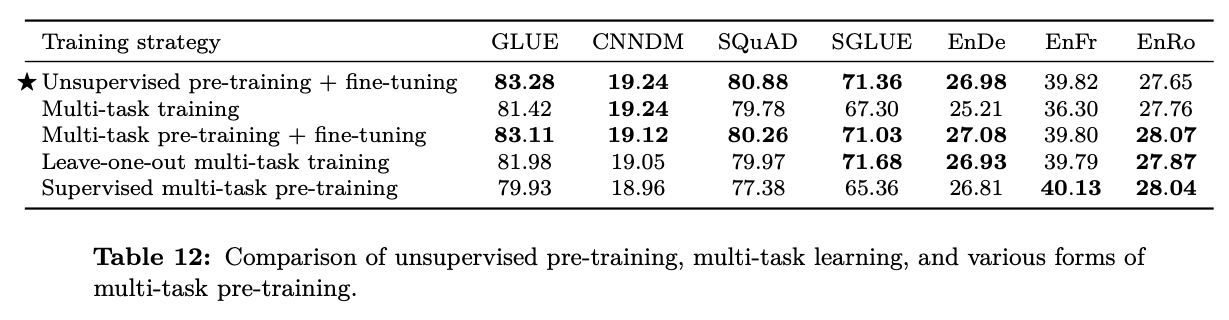 Training strategy GLUE CNNDM SQuAD SGLUE EnDe EnFr EnRo
★ Unsupervised pre-training + fine-tuning 83.28 19.24 80.88 71.36 26.98 39.82 27.65
Multi-task training 81.42 19.24 79.78 67.30 25.21 36.30 27.76
Multi-task pre-training + fine-tuning 83.11 19.12 80.26 71.03 27.08 39.80 28.07
Leave-one-out multi-task training 81.98 19.05 79.97 71.68 26.93 39.79 27.87
Supervised multi-task pre-training 79.93 18.96 77.38 65.36 26.81 40.13 28.04
Table 12: Comparison of unsupervised pre-training, multi-task learning, and various forms of
multi-task pre-training.